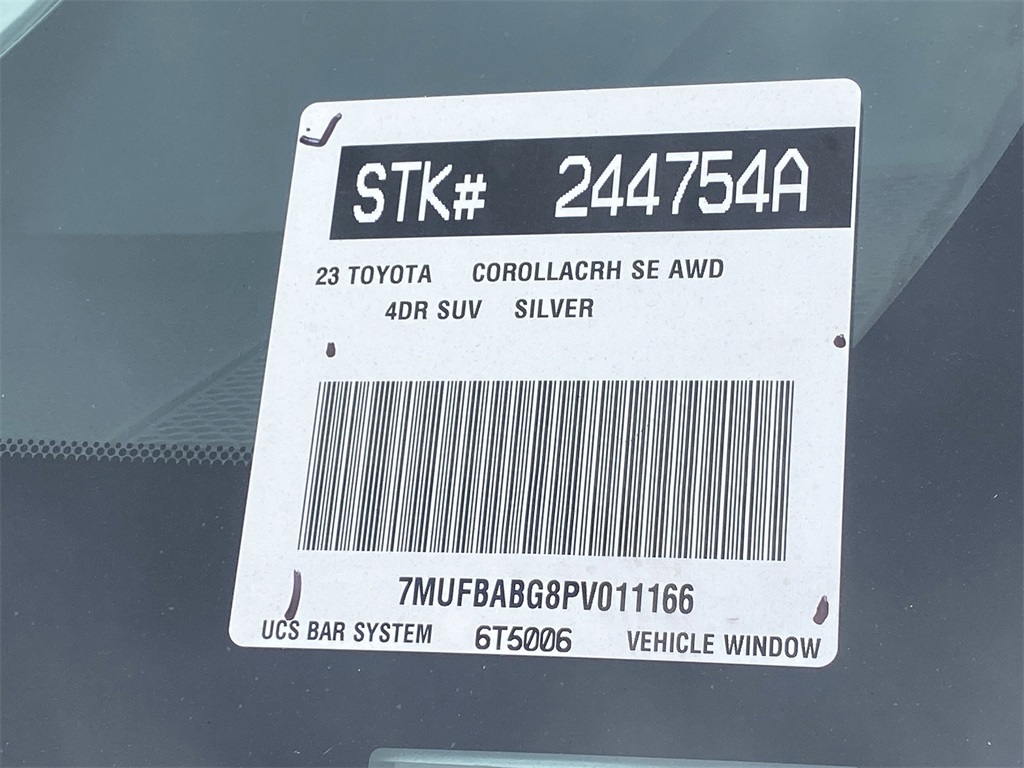 STK# 244754A
23 TOYOTA COROLLACRH SE AWD
4DR SUV SILVER
7MUFBABG8PV011166
UCS BAR SYSTEM 6T5006 VEHICLE WINDOW